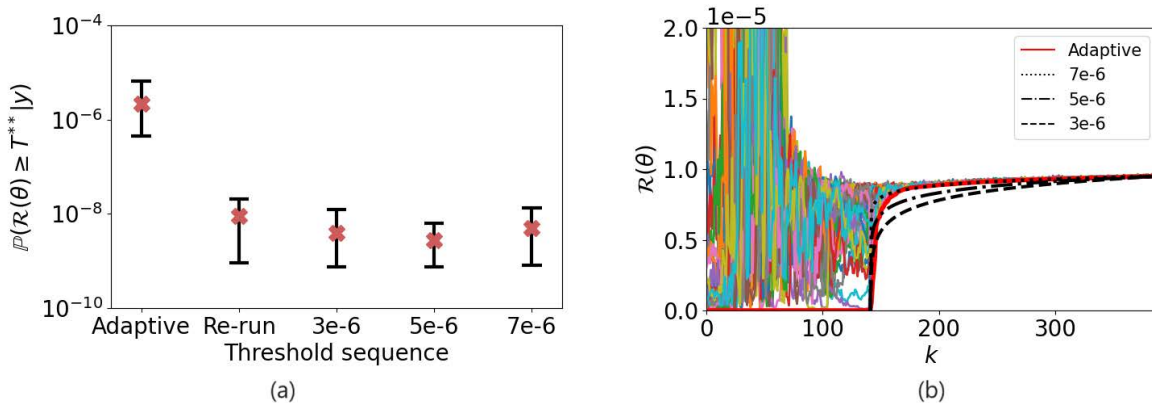 10⁻⁴
10⁻⁶
10⁻⁸
10⁻¹⁰
ℙ(ℛ(θ) ≥ T** |y)
Adaptive Re-run 3e-6 5e-6 7e-6
Threshold sequence
(a)
1e−5
2.0
1.5
1.0
0.5
0.0
ℛ(θ)
Adaptive
7e-6
5e-6
3e-6
0 100 200 300
k
(b)